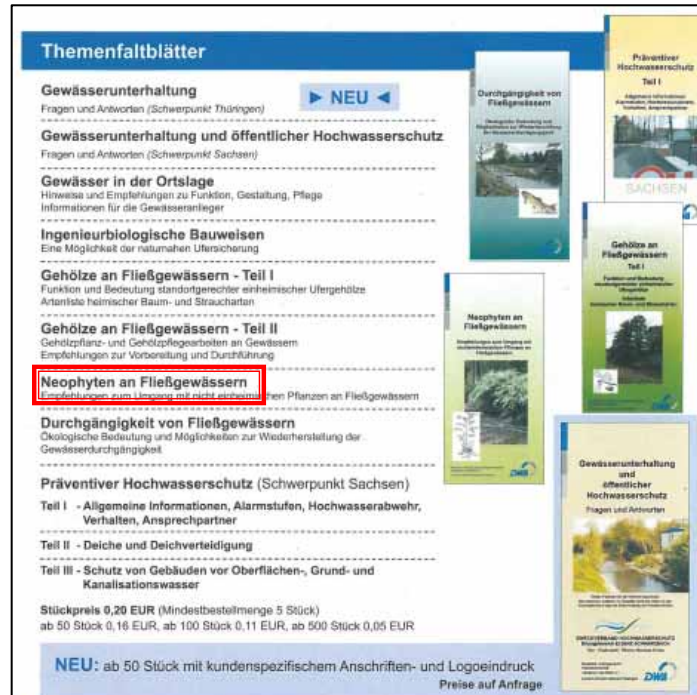 Themenfaltblätter
Gewässerunterhaltung
Fragen und Antworten (Schwerpunkt Thüringen)
► NEU ◄
Gewässerunterhaltung und öffentlicher Hochwasserschutz
Fragen und Antworten (Schwerpunkt Sachsen)
Gewässer in der Ortslage
Hinweise und Empfehlungen zu Funktion, Gestaltung, Pflege
Informationen für die Gewässeranlieger
Ingenieurbiologische Bauweisen
Eine Möglichkeit der naturnahen Ufersicherung
Gehölze an Fließgewässern - Teil I
Funktion und Bedeutung standortgerechter einheimischer Ufergehölze
Artenliste heimischer Baum- und Straucharten
Gehölze an Fließgewässern - Teil II
Gehölzpflanz- und Gehölzpflegearbeiten an Gewässern
Empfehlungen zur Vorbereitung und Durchführung
Neophyten an Fließgewässern
Empfehlungen zum Umgang mit nicht einheimischen Pflanzen an Fließgewässern
Durchgängigkeit von Fließgewässern
Ökologische Bedeutung und Möglichkeiten zur Wiederherstellung der
Gewässerdurchgängigkeit
Präventiver Hochwasserschutz (Schwerpunkt Sachsen)
Teil I - Allgemeine Informationen, Alarmstufen, Hochwasserabwehr,
Verhalten, Ansprechpartner
Teil II - Deiche und Deichverteidigung
Teil III - Schutz von Gebäuden vor Oberflächen-, Grund- und
Kanalisationswasser
Stückpreis 0,20 EUR (Mindestbestellmenge 5 Stück)
ab 50 Stück 0,16 EUR, ab 100 Stück 0,11 EUR, ab 500 Stück 0,05 EUR
NEU: ab 50 Stück mit kundenspezifischem Anschriften- und Logoeindruck
Preise auf Anfrage
Durchgängigkeit von
Fließgewässern
Präventiver
Hochwasserschutz
Teil I
SACHSEN
Gehölze an
Fließgewässern
Teil I
DWA
Neophyten an
Fließgewässern
DWA
Gewässerunterhaltung
und
öffentlicher
Hochwasserschutz
Fragen und Antworten
DWA